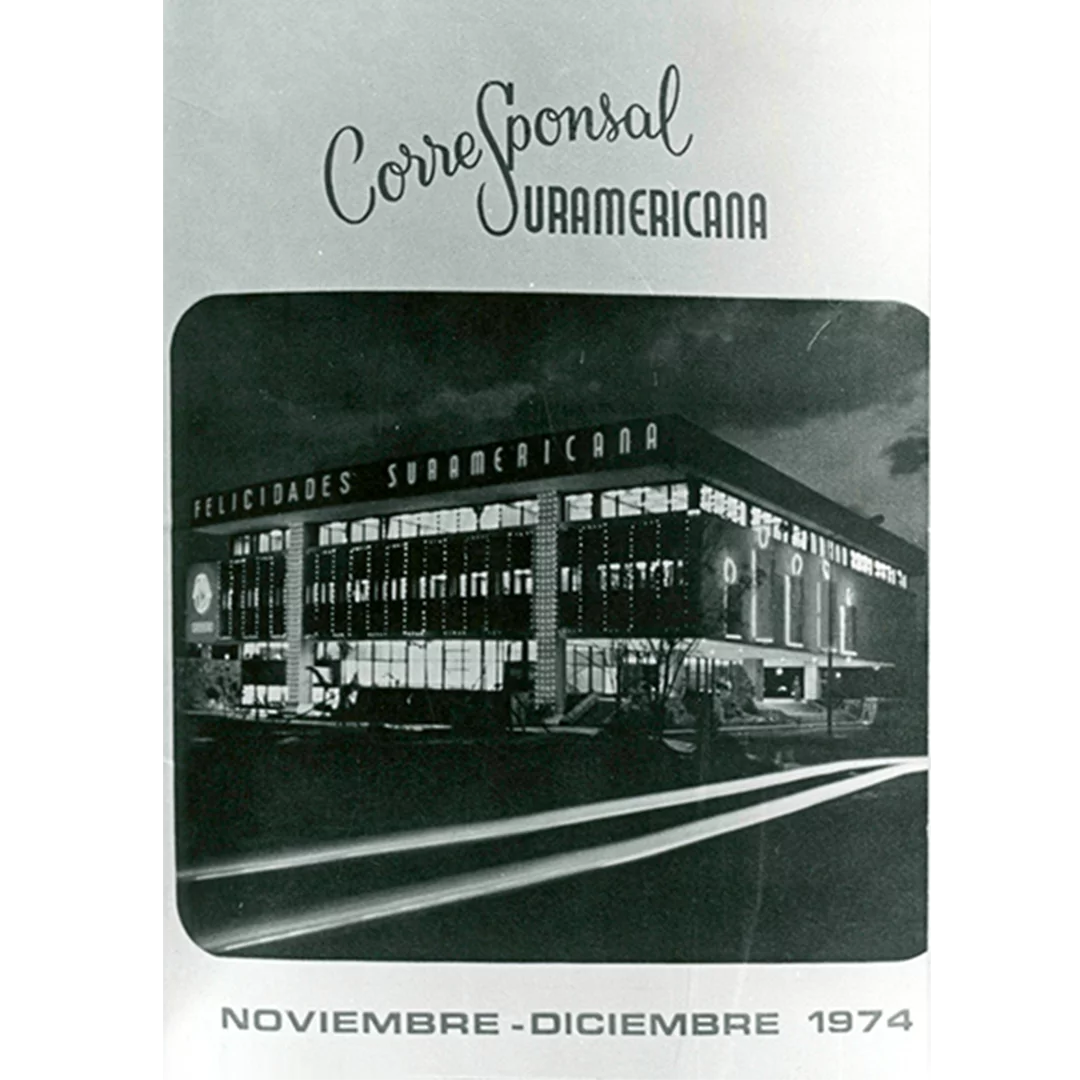 CorreSponsal
SURAMERICANA
FELICIDADES SURAMERICANA
NOVIEMBRE - DICIEMBRE 1974